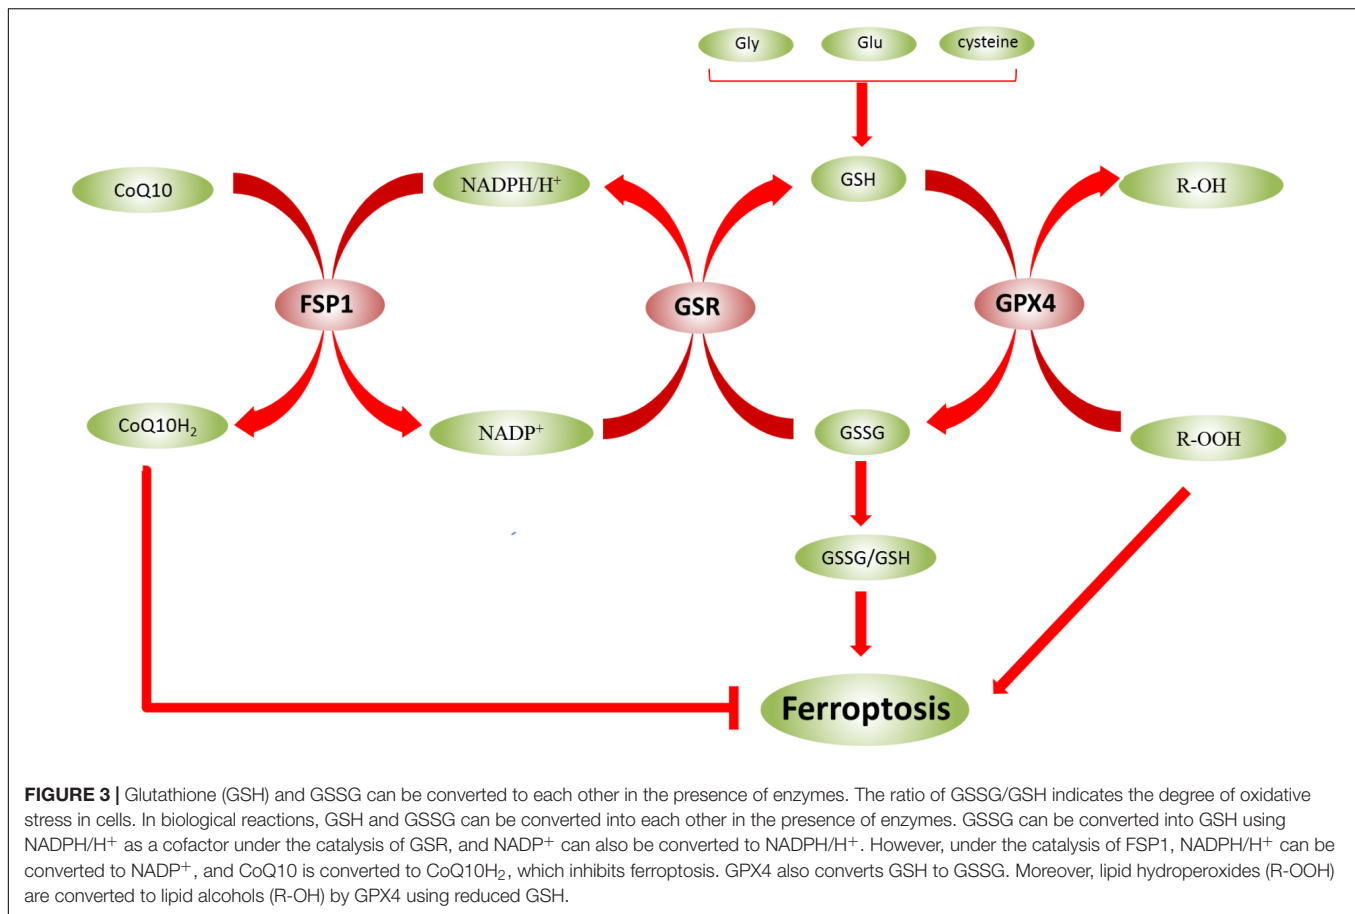 Gly Glu cysteine
CoQ10 NADPH/H⁺ GSH R-OH
FSP1 GSR GPX4
CoQ10H₂ NADP⁺ GSSG R-OOH
GSSG/GSH
Ferroptosis
FIGURE 3 | Glutathione (GSH) and GSSG can be converted to each other in the presence of enzymes. The ratio of GSSG/GSH indicates the degree of oxidative
stress in cells. In biological reactions, GSH and GSSG can be converted into each other in the presence of enzymes. GSSG can be converted into GSH using
NADPH/H⁺ as a cofactor under the catalysis of GSR, and NADP⁺ can also be converted to NADPH/H⁺. However, under the catalysis of FSP1, NADPH/H⁺ can be
converted to NADP⁺, and CoQ10 is converted to CoQ10H₂, which inhibits ferroptosis. GPX4 also converts GSH to GSSG. Moreover, lipid hydroperoxides (R-OOH)
are converted to lipid alcohols (R-OH) by GPX4 using reduced GSH.